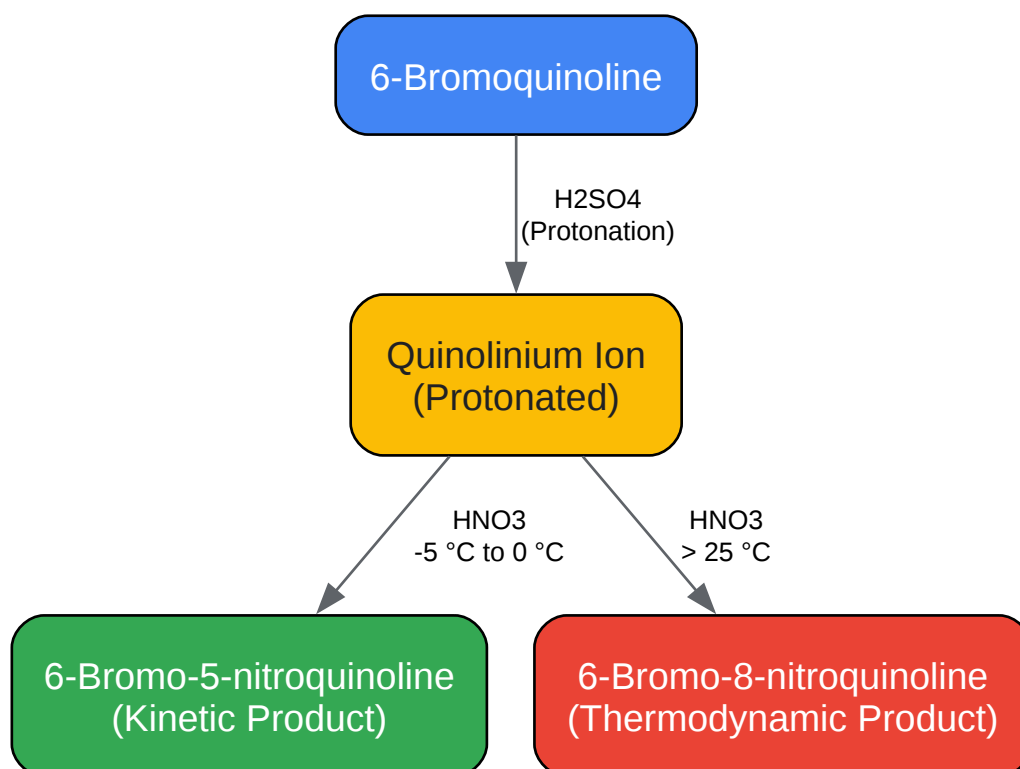 6-Bromoquinoline
H2SO4
(Protonation)
Quinolinium Ion
(Protonated)
HNO3
-5 °C to 0 °C
HNO3
> 25 °C
6-Bromo-5-nitroquinoline
(Kinetic Product)
6-Bromo-8-nitroquinoline
(Thermodynamic Product)